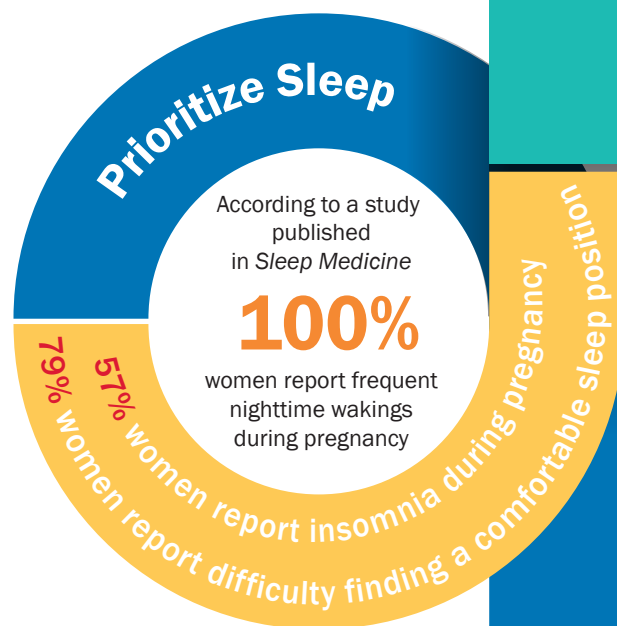 Prioritize Sleep
According to a study
published
in Sleep Medicine
100%
women report frequent
nighttime wakings
during pregnancy
57% women report insomnia during pregnancy
79% women report difficulty finding a comfortable sleep position